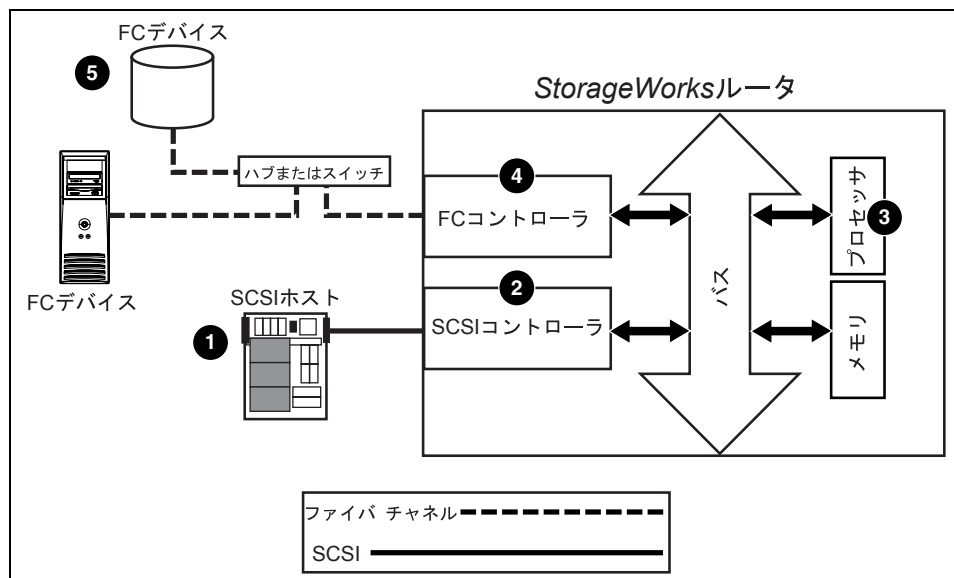 FCデバイス
5
StorageWorksルータ
ハブまたはスイッチ
4
FCコントローラ
プロセッサ
3
FCデバイス
SCSIホスト
2
SCSIコントローラ
バス
メモリ
1
ファイバ チャネル
SCSI